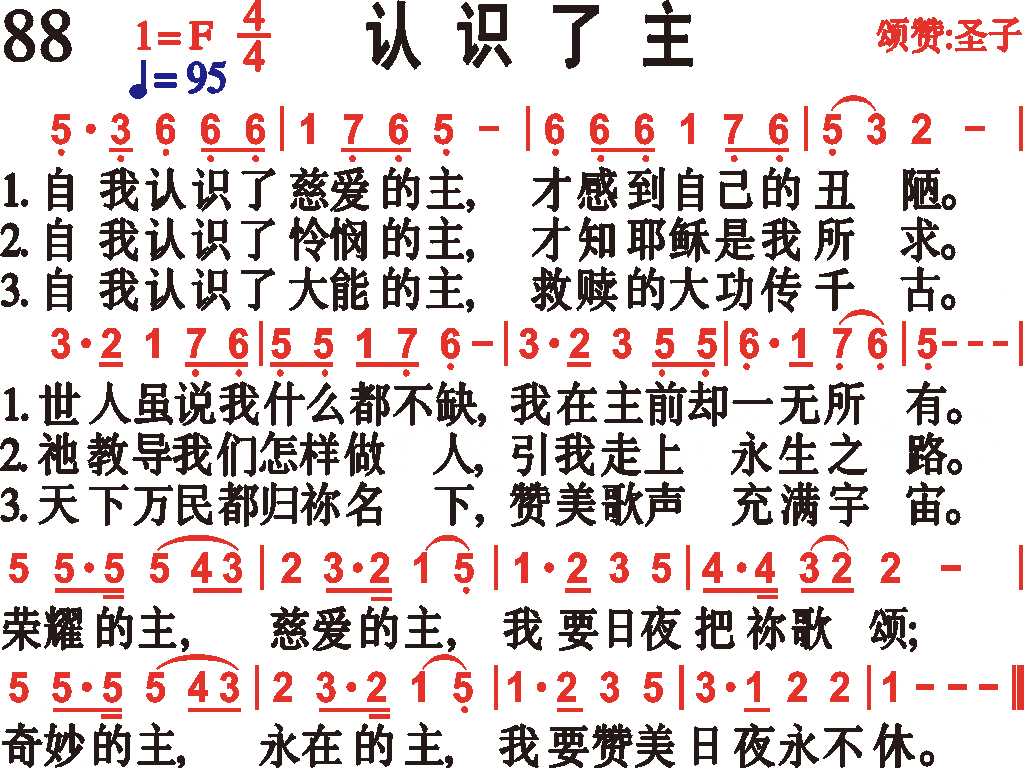 88 1=F 4/4 认识了主 颂赞:圣子
♩=95
5·3 6 6 6 | 1 7 6 5 - | 6 6 6 1 7 6 | 5 3 2 - |
1.自 我认识了 慈爱的主, 才感到自己的丑 陋。
2.自 我认识了 怜悯的主, 才知耶稣是我所 求。
3.自 我认识了 大能的主, 救赎的大功传千 古。
3·2 1 7 6 | 5 5 1 7 6 - | 3·2 3 5 5 | 6·1 7 6 | 5 - - - |
1.世人虽说我什么都不缺,我在主前却一无所 有。
2.祂教导我们怎样做 人,引我走上 永生之 路。
3.天下万民都归祢名 下,赞美歌声 充满宇 宙。
5 5·5 5 4 3 | 2 3·2 1 5 | 1·2 3 5 | 4·4 3 2 2 - |
荣耀的主, 慈爱的主, 我要日夜把祢歌 颂;
5 5·5 5 4 3 | 2 3·2 1 5 | 1·2 3 5 | 3·1 2 2 | 1 - - - ‖
奇妙的主, 永在的主, 我要赞美日夜永不休。